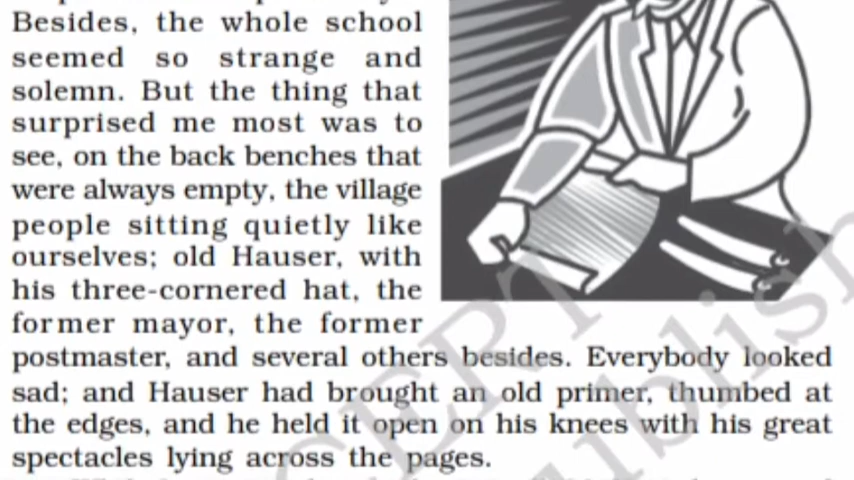 Besides, the whole school
seemed so strange and
solemn. But the thing that
surprised me most was to
see, on the back benches that
were always empty, the village
people sitting quietly like
ourselves; old Hauser, with
his three-cornered hat, the
former mayor, the former
postmaster, and several others besides. Everybody looked
sad; and Hauser had brought an old primer, thumbed at
the edges, and he held it open on his knees with his great
spectacles lying across the pages.